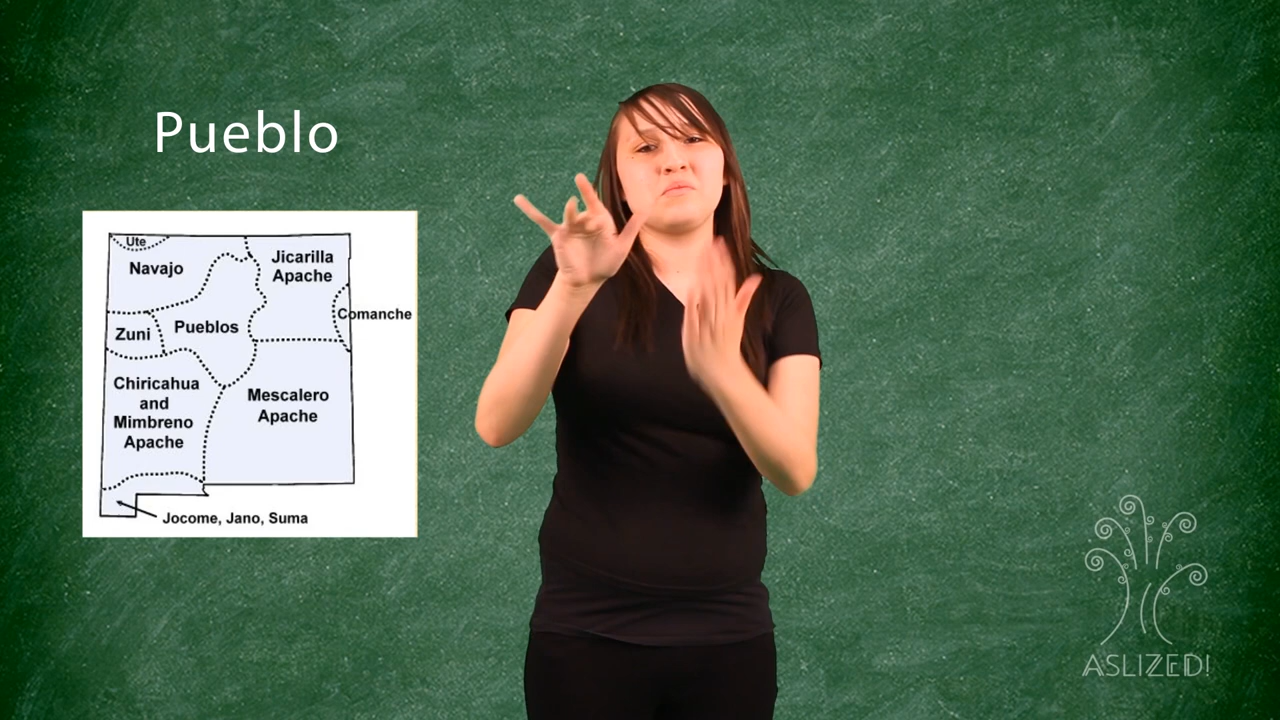 Pueblo
Ute
Navajo
Jicarilla
Apache
Comanche
Zuni
Pueblos
Chiricahua
and
Mimbreno
Apache
Mescalero
Apache
Jocome, Jano, Suma
ASLIZED!